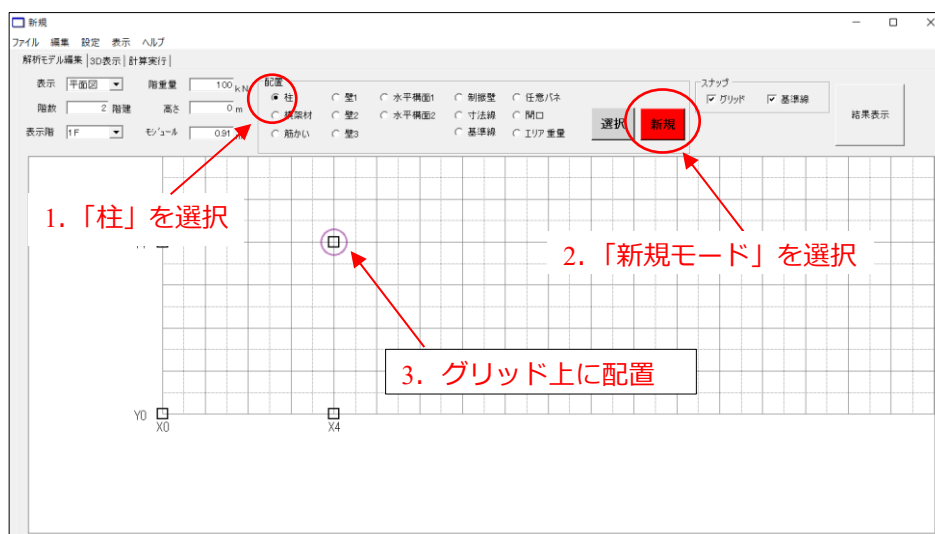 新規
ファイル 編集 設定 表示 ヘルプ
解析モデル編集 3D表示 計算実行
表示 平面図 階重量 100 kN
階数 2 階建 高さ 0 m
表示階 1F モジュール 0.91
配置
柱 壁1 水平構面1 制振壁 任意バネ
横架材 壁2 水平構面2 寸法線 開口
筋かい 壁3 基準線 エリア重量
選択 新規
スナップ
グリッド 基準線
結果表示
1.「柱」を選択
2.「新規モード」を選択
3. グリッド上に配置
Y0
X0 X4